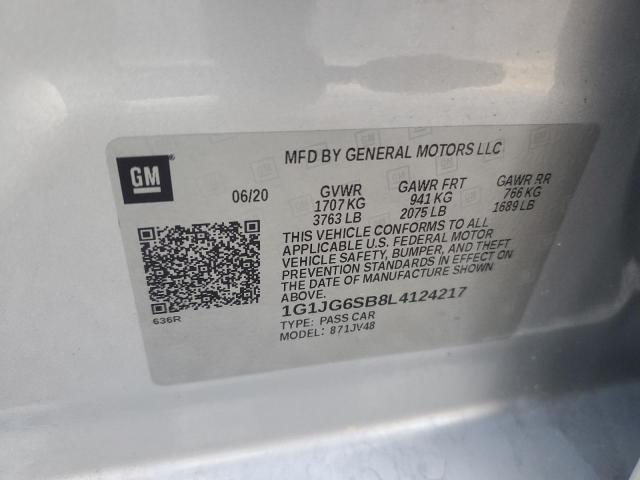 GM
MFD BY GENERAL MOTORS LLC
06/20 GVWR GAWR FRT GAWR RR
1707 KG 941 KG 766 KG
3763 LB 2075 LB 1689 LB
THIS VEHICLE CONFORMS TO ALL
APPLICABLE U.S. FEDERAL MOTOR
VEHICLE SAFETY, BUMPER, AND THEFT
PREVENTION STANDARDS IN EFFECT ON
THE DATE OF MANUFACTURE SHOWN
ABOVE.
1G1JG6SB8L4124217
TYPE: PASS CAR
MODEL: 871JV48
636R